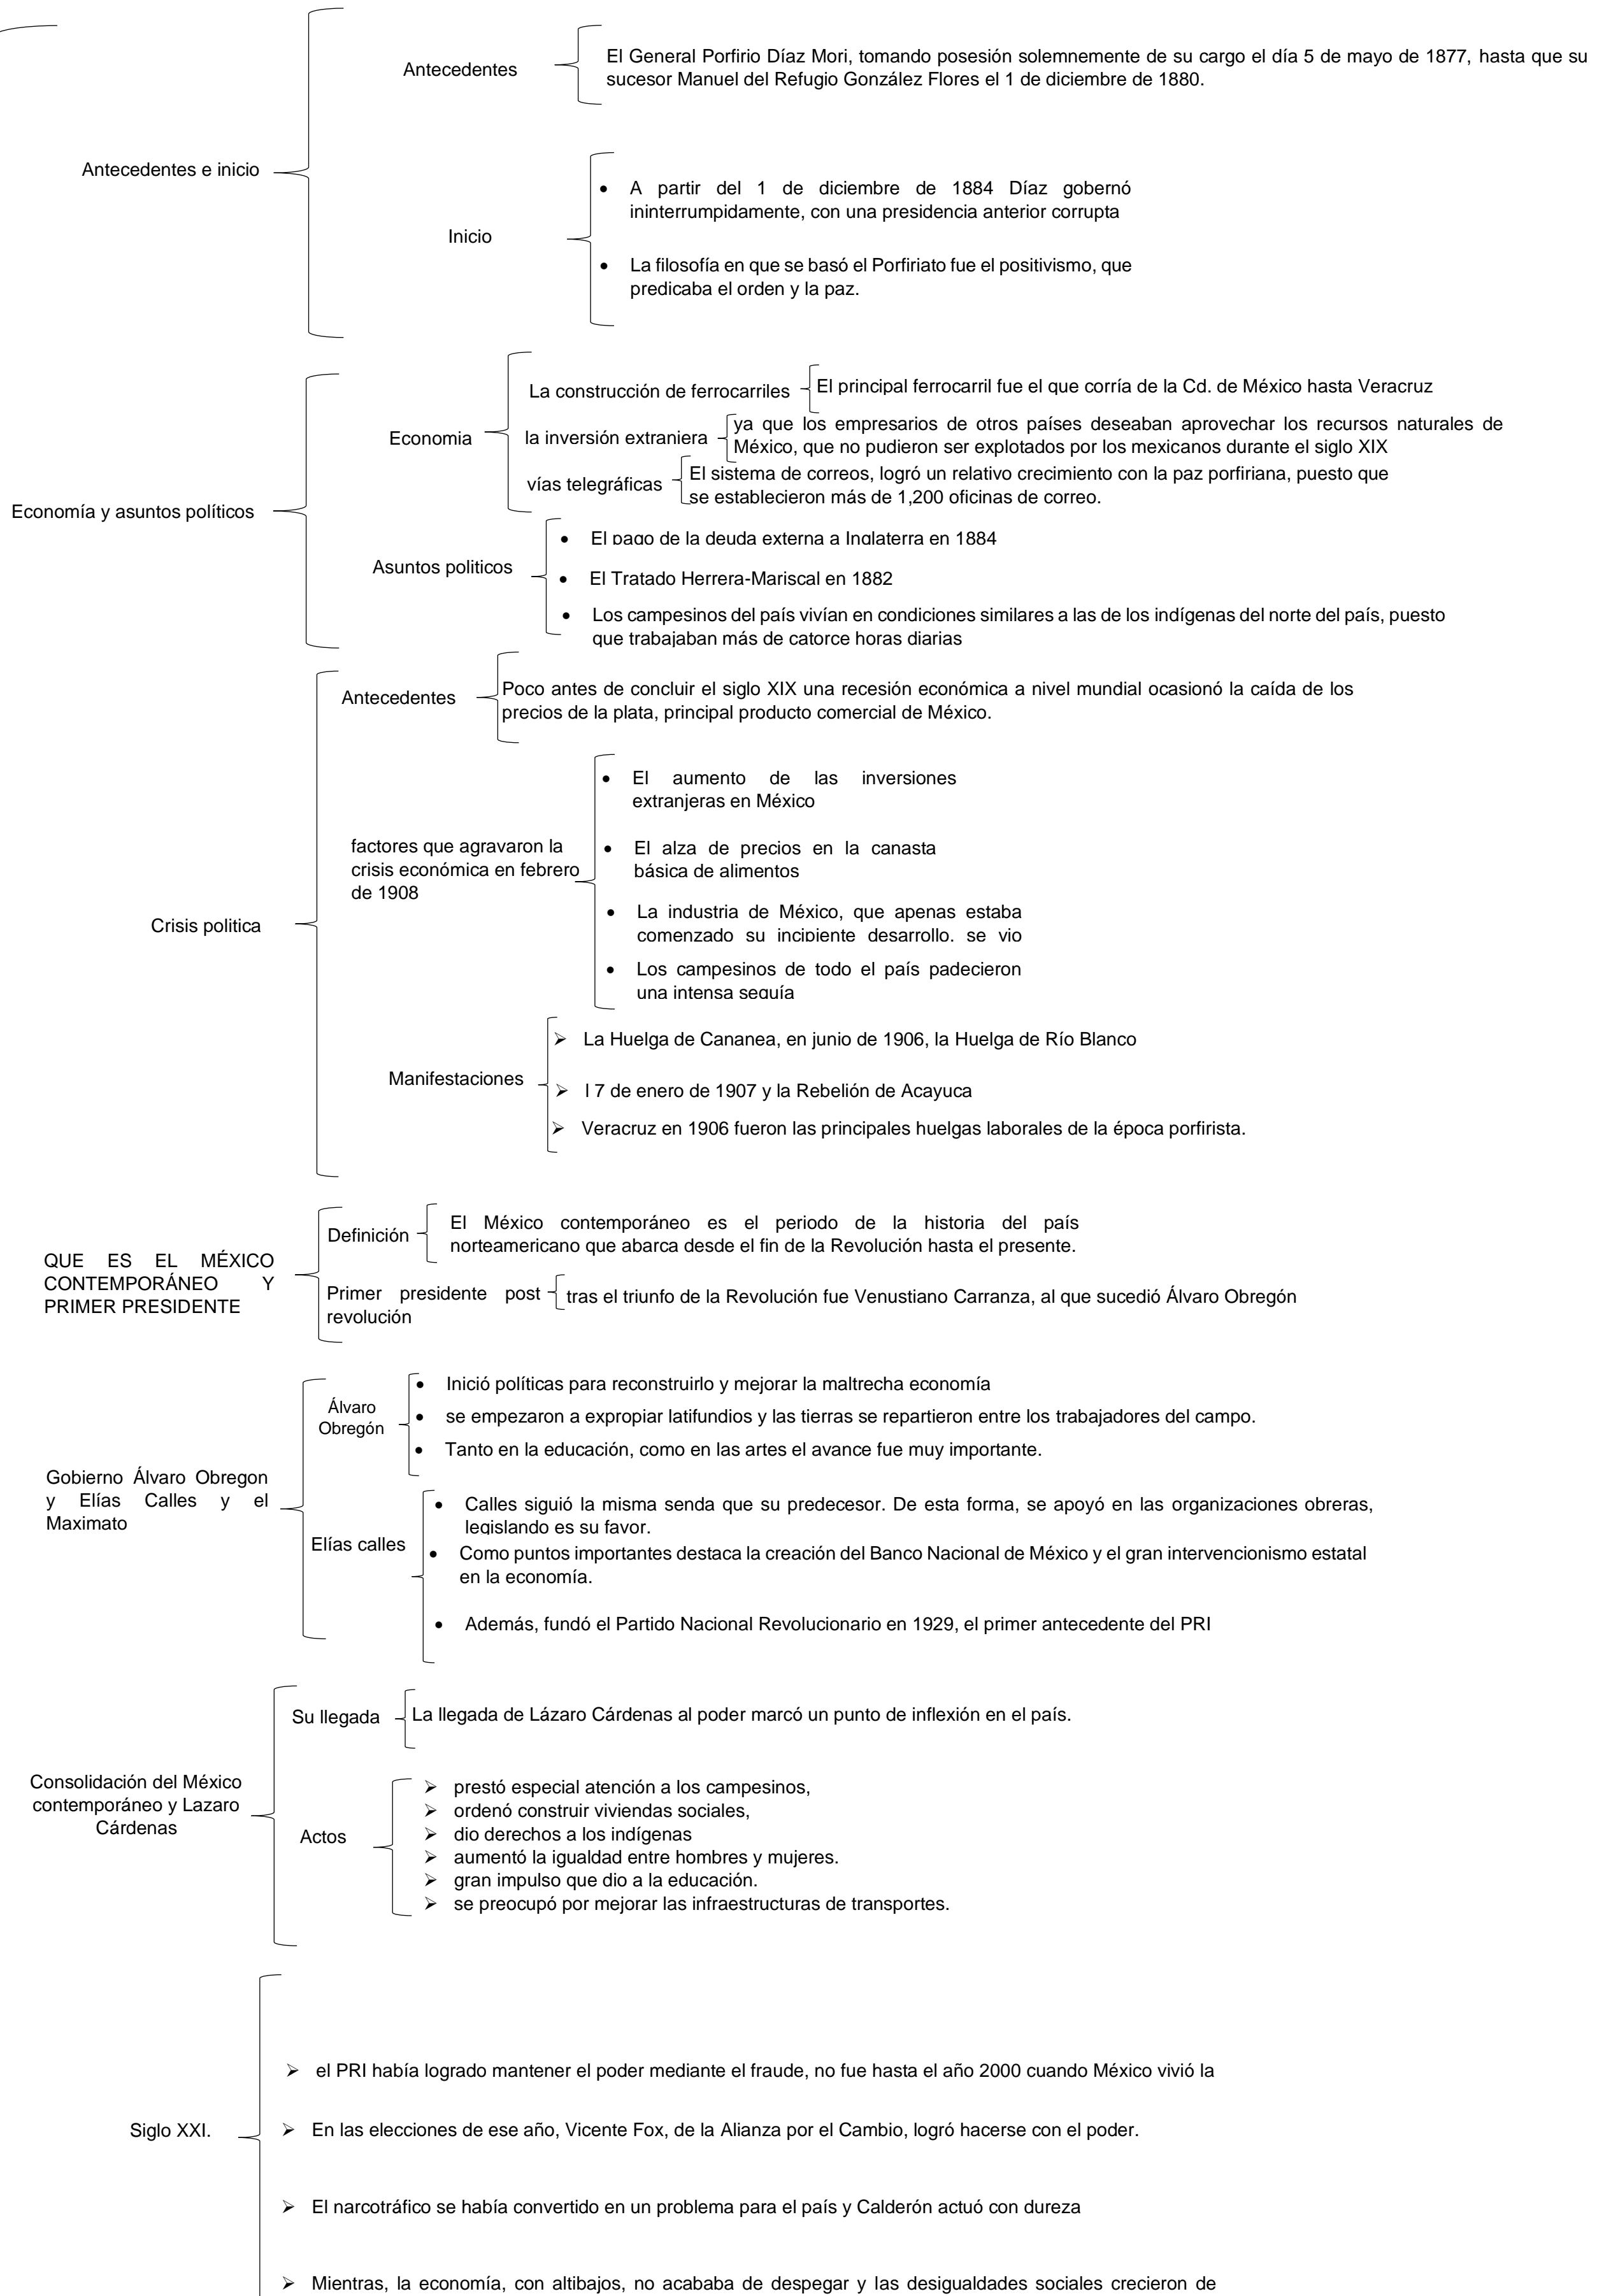 Antecedentes e inicio
Antecedentes
El General Porfirio Díaz Mori, tomando posesión solemnemente de su cargo el día 5 de mayo de 1877, hasta que su
sucesor Manuel del Refugio González Flores el 1 de diciembre de 1880.
Inicio
• A partir del 1 de diciembre de 1884 Díaz gobernó
ininterrumpidamente, con una presidencia anterior corrupta
• La filosofía en que se basó el Porfiriato fue el positivismo, que
predicaba el orden y la paz.
Economía y asuntos políticos
Economia
La construcción de ferrocarriles
El principal ferrocarril fue el que corría de la Cd. de México hasta Veracruz
la inversión extraniera
ya que los empresarios de otros países deseaban aprovechar los recursos naturales de
México, que no pudieron ser explotados por los mexicanos durante el siglo XIX
vías telegráficas
El sistema de correos, logró un relativo crecimiento con la paz porfiriana, puesto que
se establecieron más de 1,200 oficinas de correo.
Asuntos politicos
• El pago de la deuda externa a Inglaterra en 1884
• El Tratado Herrera-Mariscal en 1882
• Los campesinos del país vivían en condiciones similares a las de los indígenas del norte del país, puesto
que trabajaban más de catorce horas diarias
Crisis politica
Antecedentes
Poco antes de concluir el siglo XIX una recesión económica a nivel mundial ocasionó la caída de los
precios de la plata, principal producto comercial de México.
factores que agravaron la
crisis económica en febrero
de 1908
• El aumento de las inversiones
extranjeras en México
• El alza de precios en la canasta
básica de alimentos
• La industria de México, que apenas estaba
comenzado su incipiente desarrollo, se vio
• Los campesinos de todo el país padecieron
una intensa sequía
Manifestaciones
➢ La Huelga de Cananea, en junio de 1906, la Huelga de Río Blanco
➢ l 7 de enero de 1907 y la Rebelión de Acayuca
➢ Veracruz en 1906 fueron las principales huelgas laborales de la época porfirista.
QUE ES EL MÉXICO
CONTEMPORÁNEO Y
PRIMER PRESIDENTE
Definición
El México contemporáneo es el periodo de la historia del país
norteamericano que abarca desde el fin de la Revolución hasta el presente.
Primer presidente post
revolución
tras el triunfo de la Revolución fue Venustiano Carranza, al que sucedió Álvaro Obregón
Gobierno Álvaro Obregon
y Elías Calles y el
Maximato
Álvaro
Obregón
• Inició políticas para reconstruirlo y mejorar la maltrecha economía
• se empezaron a expropiar latifundios y las tierras se repartieron entre los trabajadores del campo.
• Tanto en la educación, como en las artes el avance fue muy importante.
Elías calles
• Calles siguió la misma senda que su predecesor. De esta forma, se apoyó en las organizaciones obreras,
legislando es su favor.
• Como puntos importantes destaca la creación del Banco Nacional de México y el gran intervencionismo estatal
en la economía.
• Además, fundó el Partido Nacional Revolucionario en 1929, el primer antecedente del PRI
Consolidación del México
contemporáneo y Lazaro
Cárdenas
Su llegada
La llegada de Lázaro Cárdenas al poder marcó un punto de inflexión en el país.
Actos
➢ prestó especial atención a los campesinos,
➢ ordenó construir viviendas sociales,
➢ dio derechos a los indígenas
➢ aumentó la igualdad entre hombres y mujeres.
➢ gran impulso que dio a la educación.
➢ se preocupó por mejorar las infraestructuras de transportes.
Siglo XXI.
➢ el PRI había logrado mantener el poder mediante el fraude, no fue hasta el año 2000 cuando México vivió la
➢ En las elecciones de ese año, Vicente Fox, de la Alianza por el Cambio, logró hacerse con el poder.
➢ El narcotráfico se había convertido en un problema para el país y Calderón actuó con dureza
➢ Mientras, la economía, con altibajos, no acababa de despegar y las desigualdades sociales crecieron de